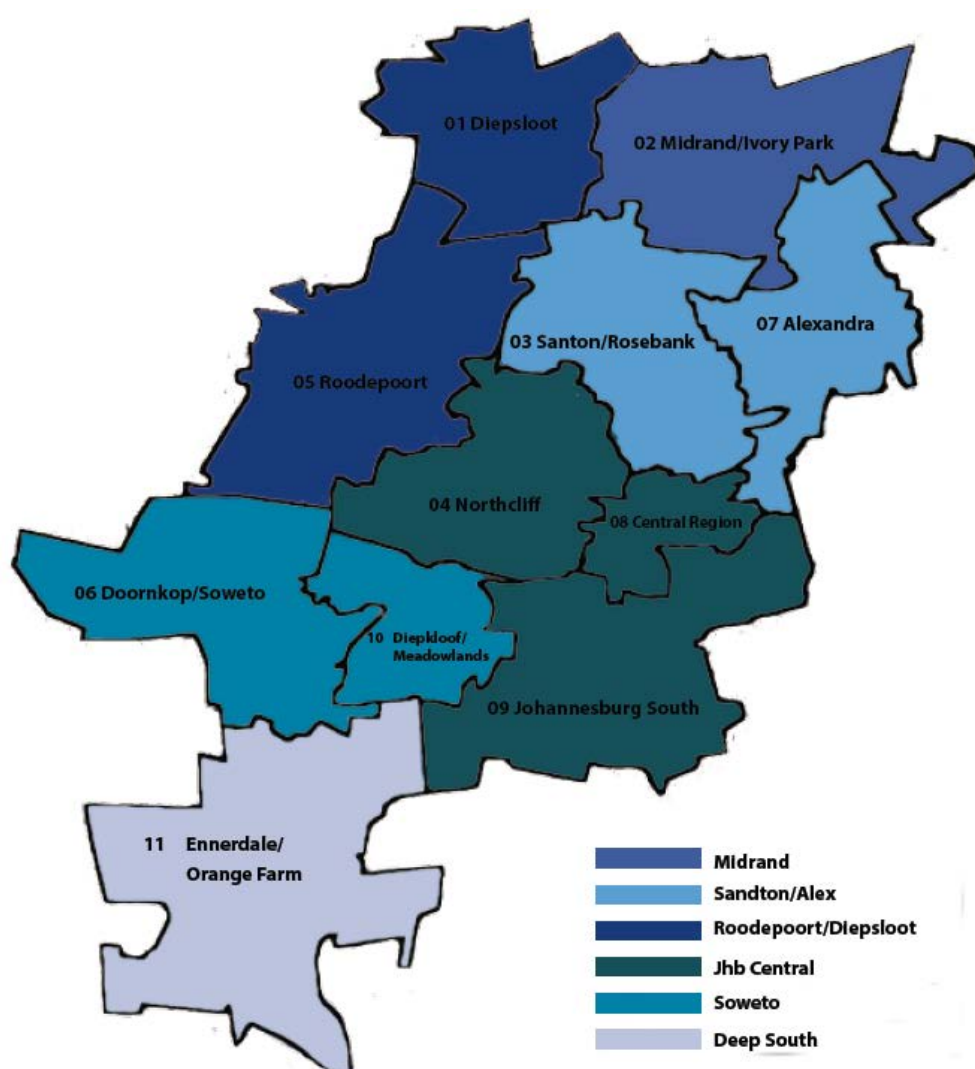 01 Diepsloot
02 Midrand/Ivory Park
07 Alexandra
03 Santon/Rosebank
05 Roodepoort
04 Northcliff
08 Central Region
06 Doornkop/Soweto
10 Diepkloof/
Meadowlands
09 Johannesburg South
11 Ennerdale/
Orange Farm
Midrand
Sandton/Alex
Roodepoort/Diepsloot
Jhb Central
Soweto
Deep South